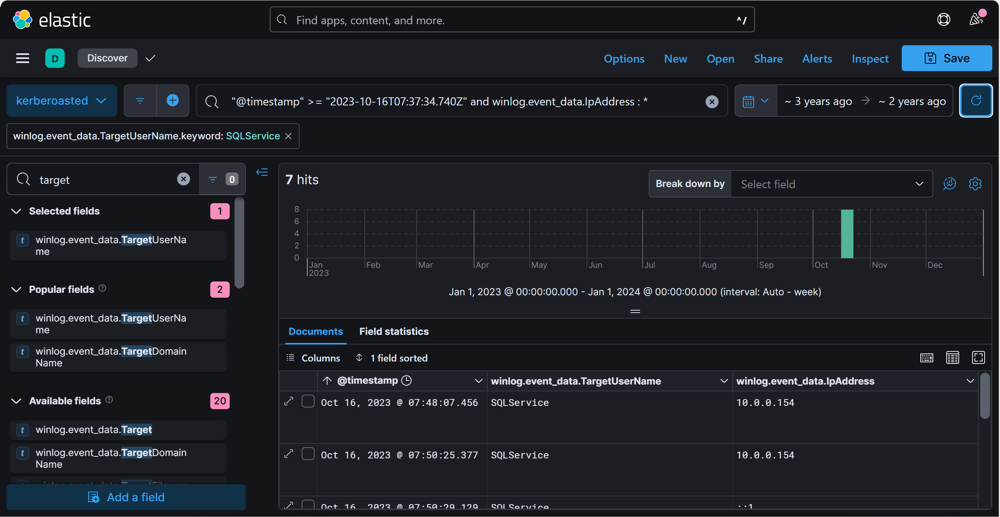 elastic
Find apps, content, and more.
^/
D
Discover
Options
New
Open
Share
Alerts
Inspect
Save
kerberoasted
"@timestamp" >= "2023-10-16T07:37:34.740Z" and winlog.event_data.IpAddress : *
~ 3 years ago → ~ 2 years ago
winlog.event_data.TargetUserName.keyword: SQLService
target
0
Selected fields
1
winlog.event_data.TargetUserNa
me
Popular fields
2
winlog.event_data.TargetUserNa
me
winlog.event_data.TargetDomain
Name
Available fields
20
winlog.event_data.Target
winlog.event_data.TargetDomain
Name
Add a field
7 hits
Break down by
Select field
8
6
4
2
0
Jan
2023
Feb
Mar
Apr
May
Jun
Jul
Aug
Sep
Oct
Nov
Dec
Jan 1, 2023 @ 00:00:00.000 - Jan 1, 2024 @ 00:00:00.000 (interval: Auto - week)
Documents
Field statistics
Columns
1 field sorted
@timestamp
winlog.event_data.TargetUserName
winlog.event_data.IpAddress
Oct 16, 2023 @ 07:48:07.456
SQLService
10.0.0.154
Oct 16, 2023 @ 07:50:25.377
SQLService
10.0.0.154
Oct 16, 2023 @ 07:50:29.129
SQLService
::1